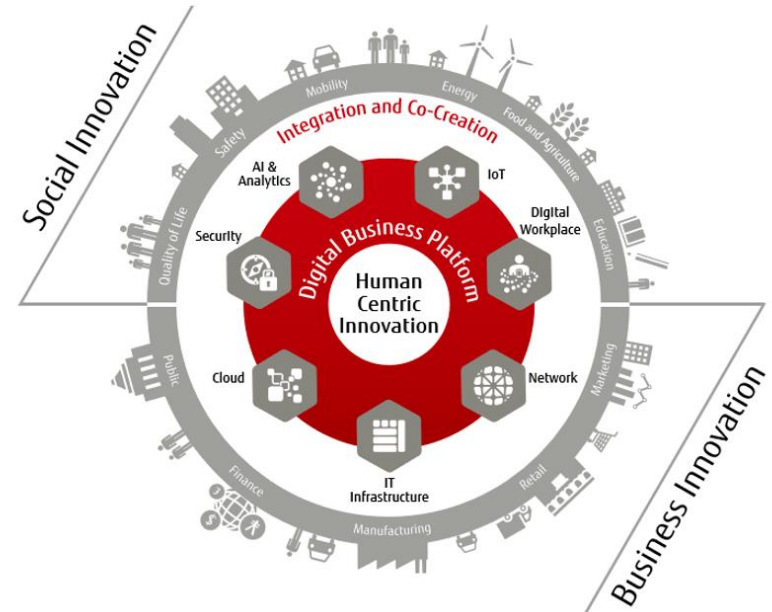 Social Innovation
Quality of Life
Safety
Mobility
Energy
Food and Agriculture
Education
Integration and Co-Creation
AI &
Analytics
IoT
Security
Digital
Workplace
Digital Business Platform
Human
Centric
Innovation
Cloud
Network
IT
Infrastructure
Public
Finance
Manufacturing
Retail
Marketing
Business Innovation